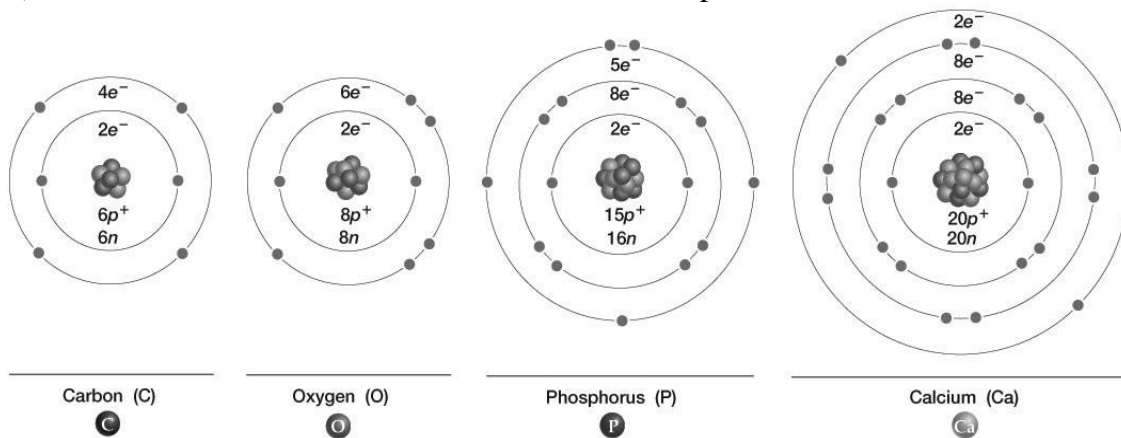 4e⁻
2e⁻
6p⁺
6n
Carbon (C)
C
6e⁻
2e⁻
8p⁺
8n
Oxygen (O)
O
5e⁻
8e⁻
2e⁻
15p⁺
16n
Phosphorus (P)
P
2e⁻
8e⁻
8e⁻
2e⁻
20p⁺
20n
Calcium (Ca)
Ca